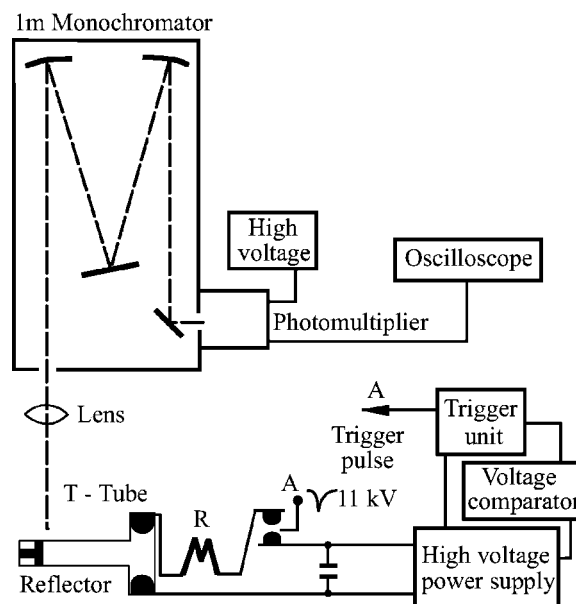 1m Monochromator
High
voltage
Oscilloscope
Photomultiplier
Lens
A
Trigger
pulse
Trigger
unit
Voltage
comparator
T - Tube
R
A
11 kV
High voltage
power supply
Reflector